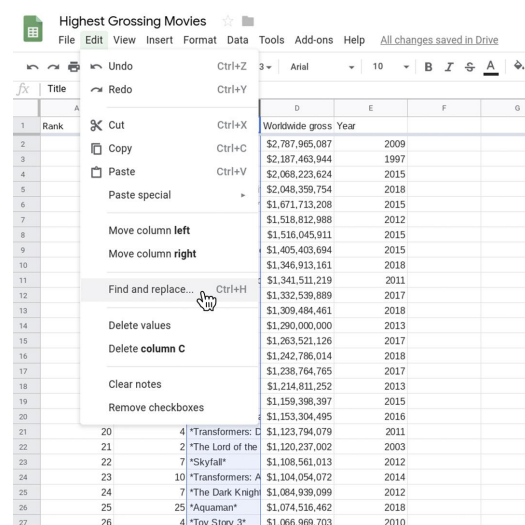 Highest Grossing Movies
File Edit View Insert Format Data Tools Add-ons Help All changes saved in Drive
Undo Ctrl+Z
Redo Ctrl+Y
Cut Ctrl+X
Copy Ctrl+C
Paste Ctrl+V
Paste special
Move column left
Move column right
Find and replace... Ctrl+H
Delete values
Delete column C
Clear notes
Remove checkboxes
Arial 10 B I S A
fx Title
A D E F G
1 Rank Worldwide gross Year
2 $2,787,965,087 2009
3 $2,187,463,944 1997
4 $2,068,223,624 2015
5 $2,048,359,754 2018
6 $1,671,713,208 2015
7 $1,518,812,988 2012
8 $1,516,045,911 2015
9 $1,405,403,694 2015
10 $1,346,913,161 2018
11 $1,341,511,219 2011
12 $1,332,539,889 2017
13 $1,309,484,461 2018
14 $1,290,000,000 2013
15 $1,263,521,126 2017
16 $1,242,786,014 2018
17 $1,238,764,765 2017
18 $1,214,811,252 2013
19 $1,159,398,397 2015
20 $1,153,304,495 2016
21 20 4 *Transformers: D $1,123,794,079 2011
22 21 2 *The Lord of the $1,120,237,002 2003
23 22 7 *Skyfall* $1,108,561,013 2012
24 23 10 *Transformers: A $1,104,054,072 2014
25 24 7 *The Dark Knight $1,084,939,099 2012
26 25 25 *Aquaman* $1,074,516,462 2018
27 26 4 *Toy Story 3* $1,066,969,703 2010